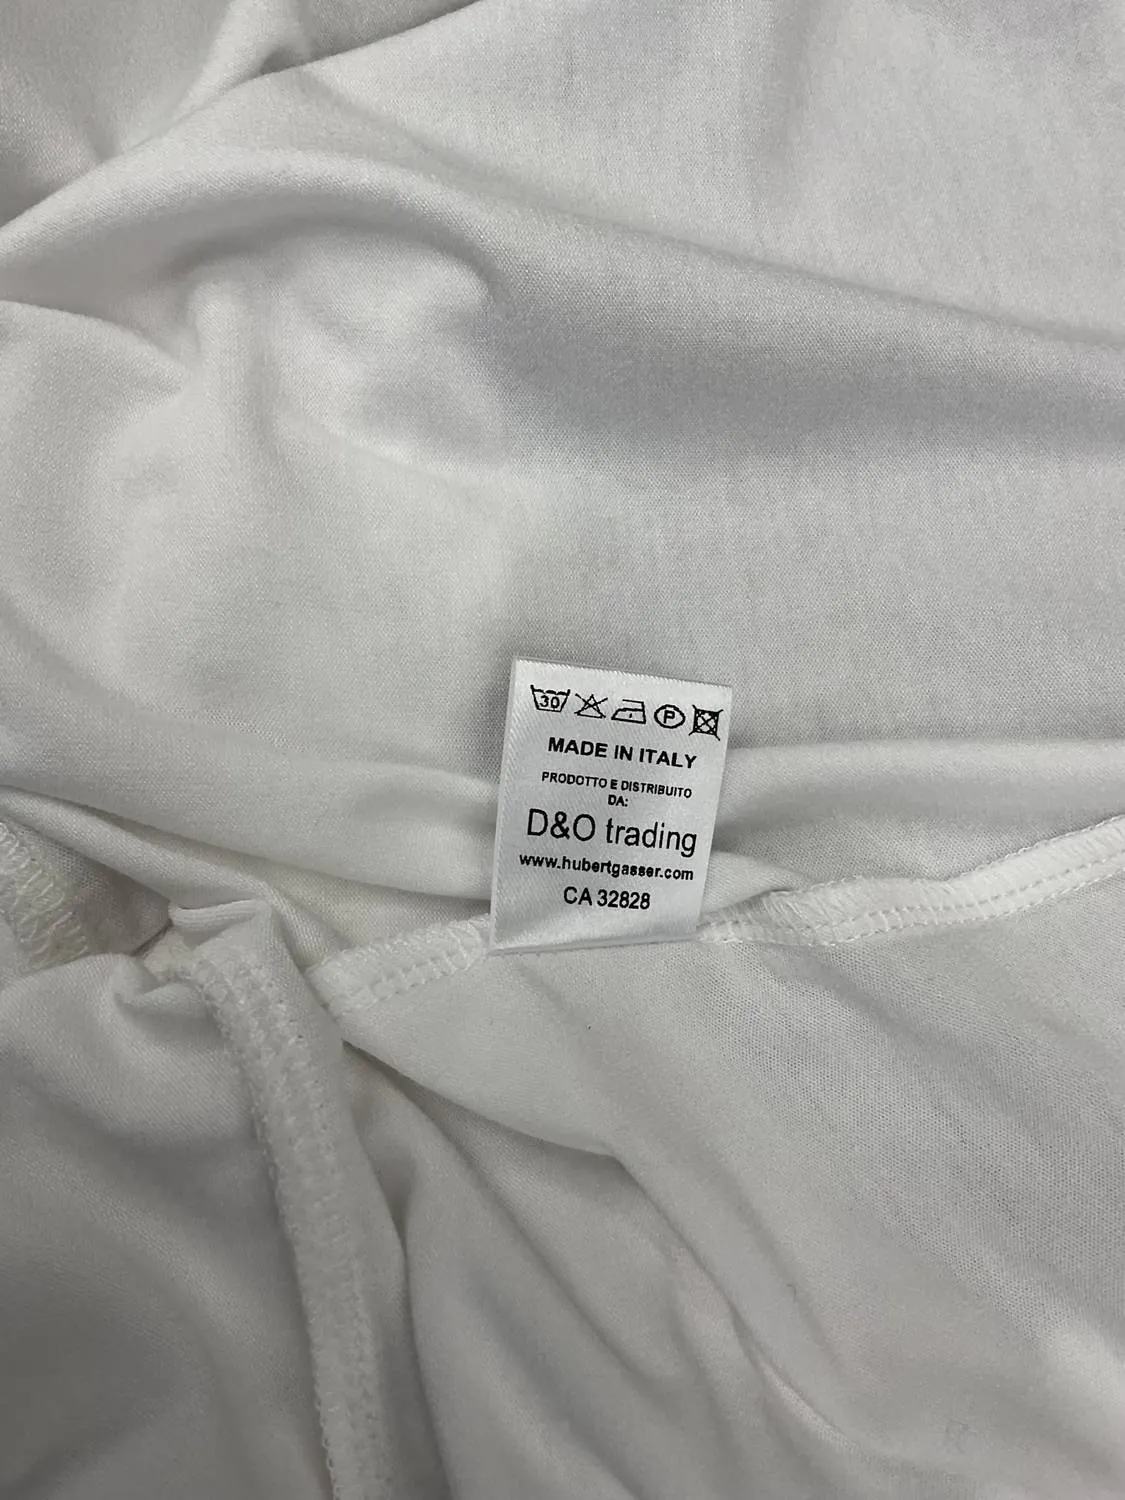 30
P
MADE IN ITALY
PRODOTTO E DISTRIBUITO
DA:
D&O trading
www.hubertgasser.com
CA 32828